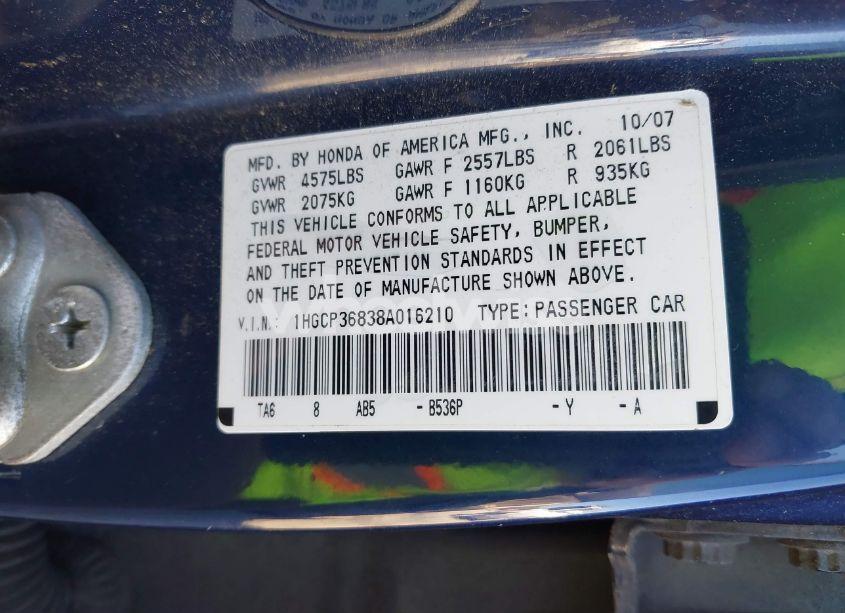 MFD. BY HONDA OF AMERICA MFG., INC. 10/07
GVWR 4575LBS GAWR F 2557LBS R 2061LBS
GVWR 2075KG GAWR F 1160KG R 935KG
THIS VEHICLE CONFORMS TO ALL APPLICABLE
FEDERAL MOTOR VEHICLE SAFETY, BUMPER,
AND THEFT PREVENTION STANDARDS IN EFFECT
ON THE DATE OF MANUFACTURE SHOWN ABOVE.
V.I.N.: 1HGCP36838A016210 TYPE: PASSENGER CAR
TA6 8 AB5 - B536P - Y - A